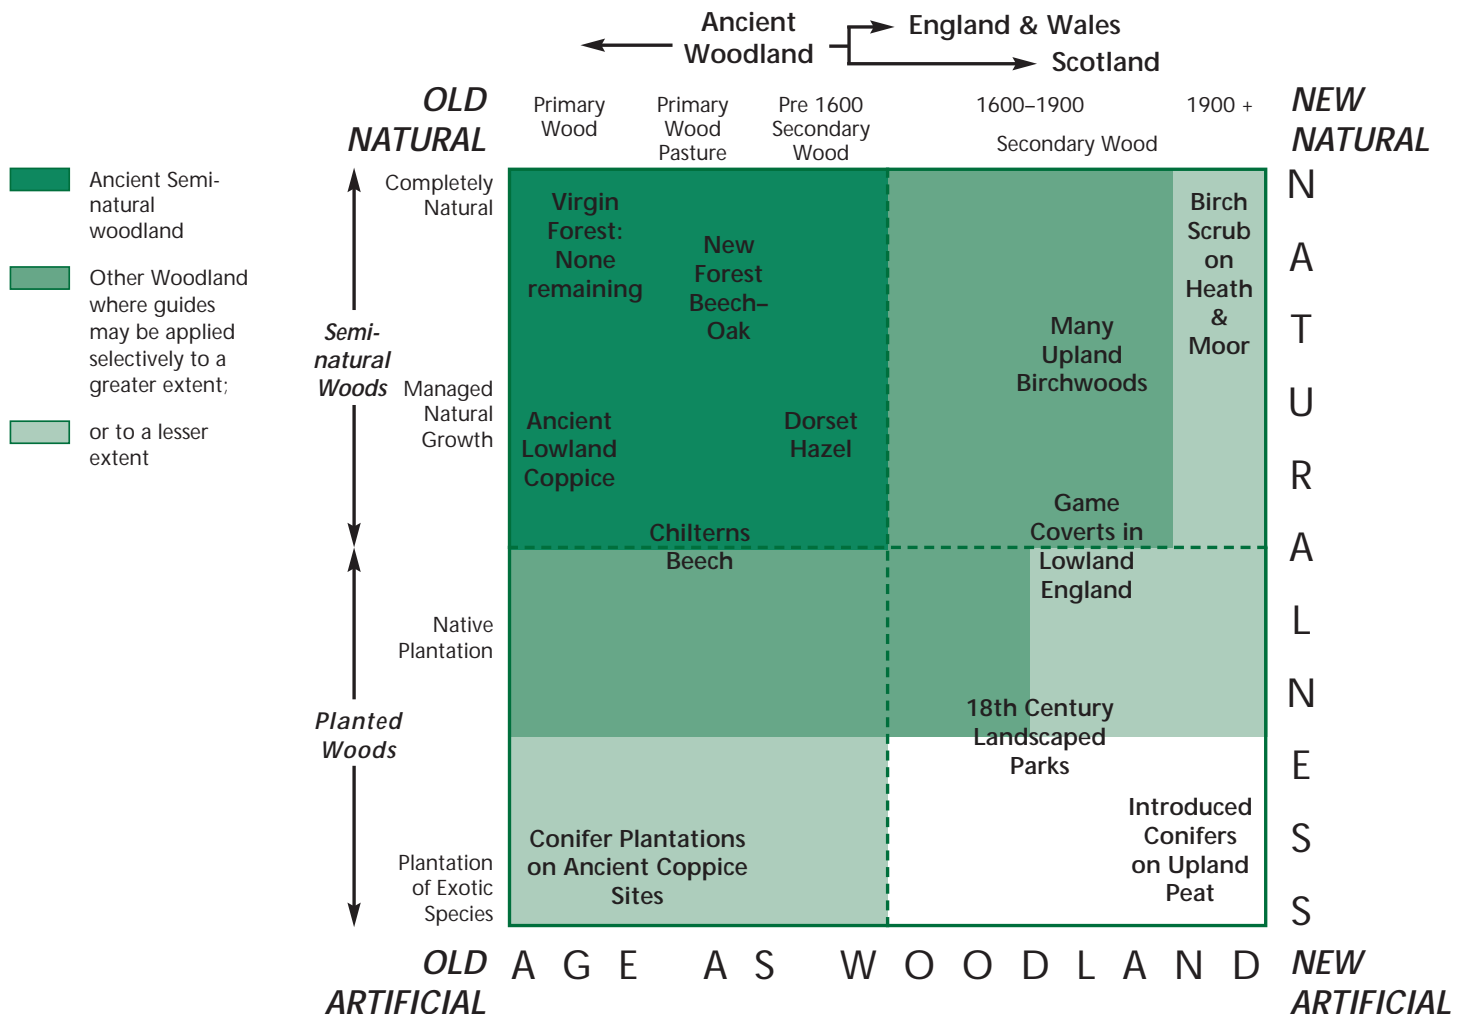 Ancient
Woodland
England & Wales
Scotland
OLD
NATURAL
Primary
Wood
Primary
Wood
Pasture
Pre 1600
Secondary
Wood
1600–1900
1900 +
Secondary Wood
NEW
NATURAL
Ancient Semi-
natural
woodland
Other Woodland
where guides
may be applied
selectively to a
greater extent;
or to a lesser
extent
Semi-
natural
Woods
Planted
Woods
Completely
Natural
Managed
Natural
Growth
Native
Plantation
Plantation
of Exotic
Species
Virgin
Forest:
None
remaining
New
Forest
Beech–
Oak
Many
Upland
Birchwoods
Birch
Scrub
on
Heath
&
Moor
Ancient
Lowland
Coppice
Dorset
Hazel
Chilterns
Beech
Game
Coverts in
Lowland
England
18th Century
Landscaped
Parks
Conifer Plantations
on Ancient Coppice
Sites
Introduced
Conifers
on Upland
Peat
N
A
T
U
R
A
L
N
E
S
S
OLD
ARTIFICIAL
AGE AS WOODLAND
NEW
ARTIFICIAL